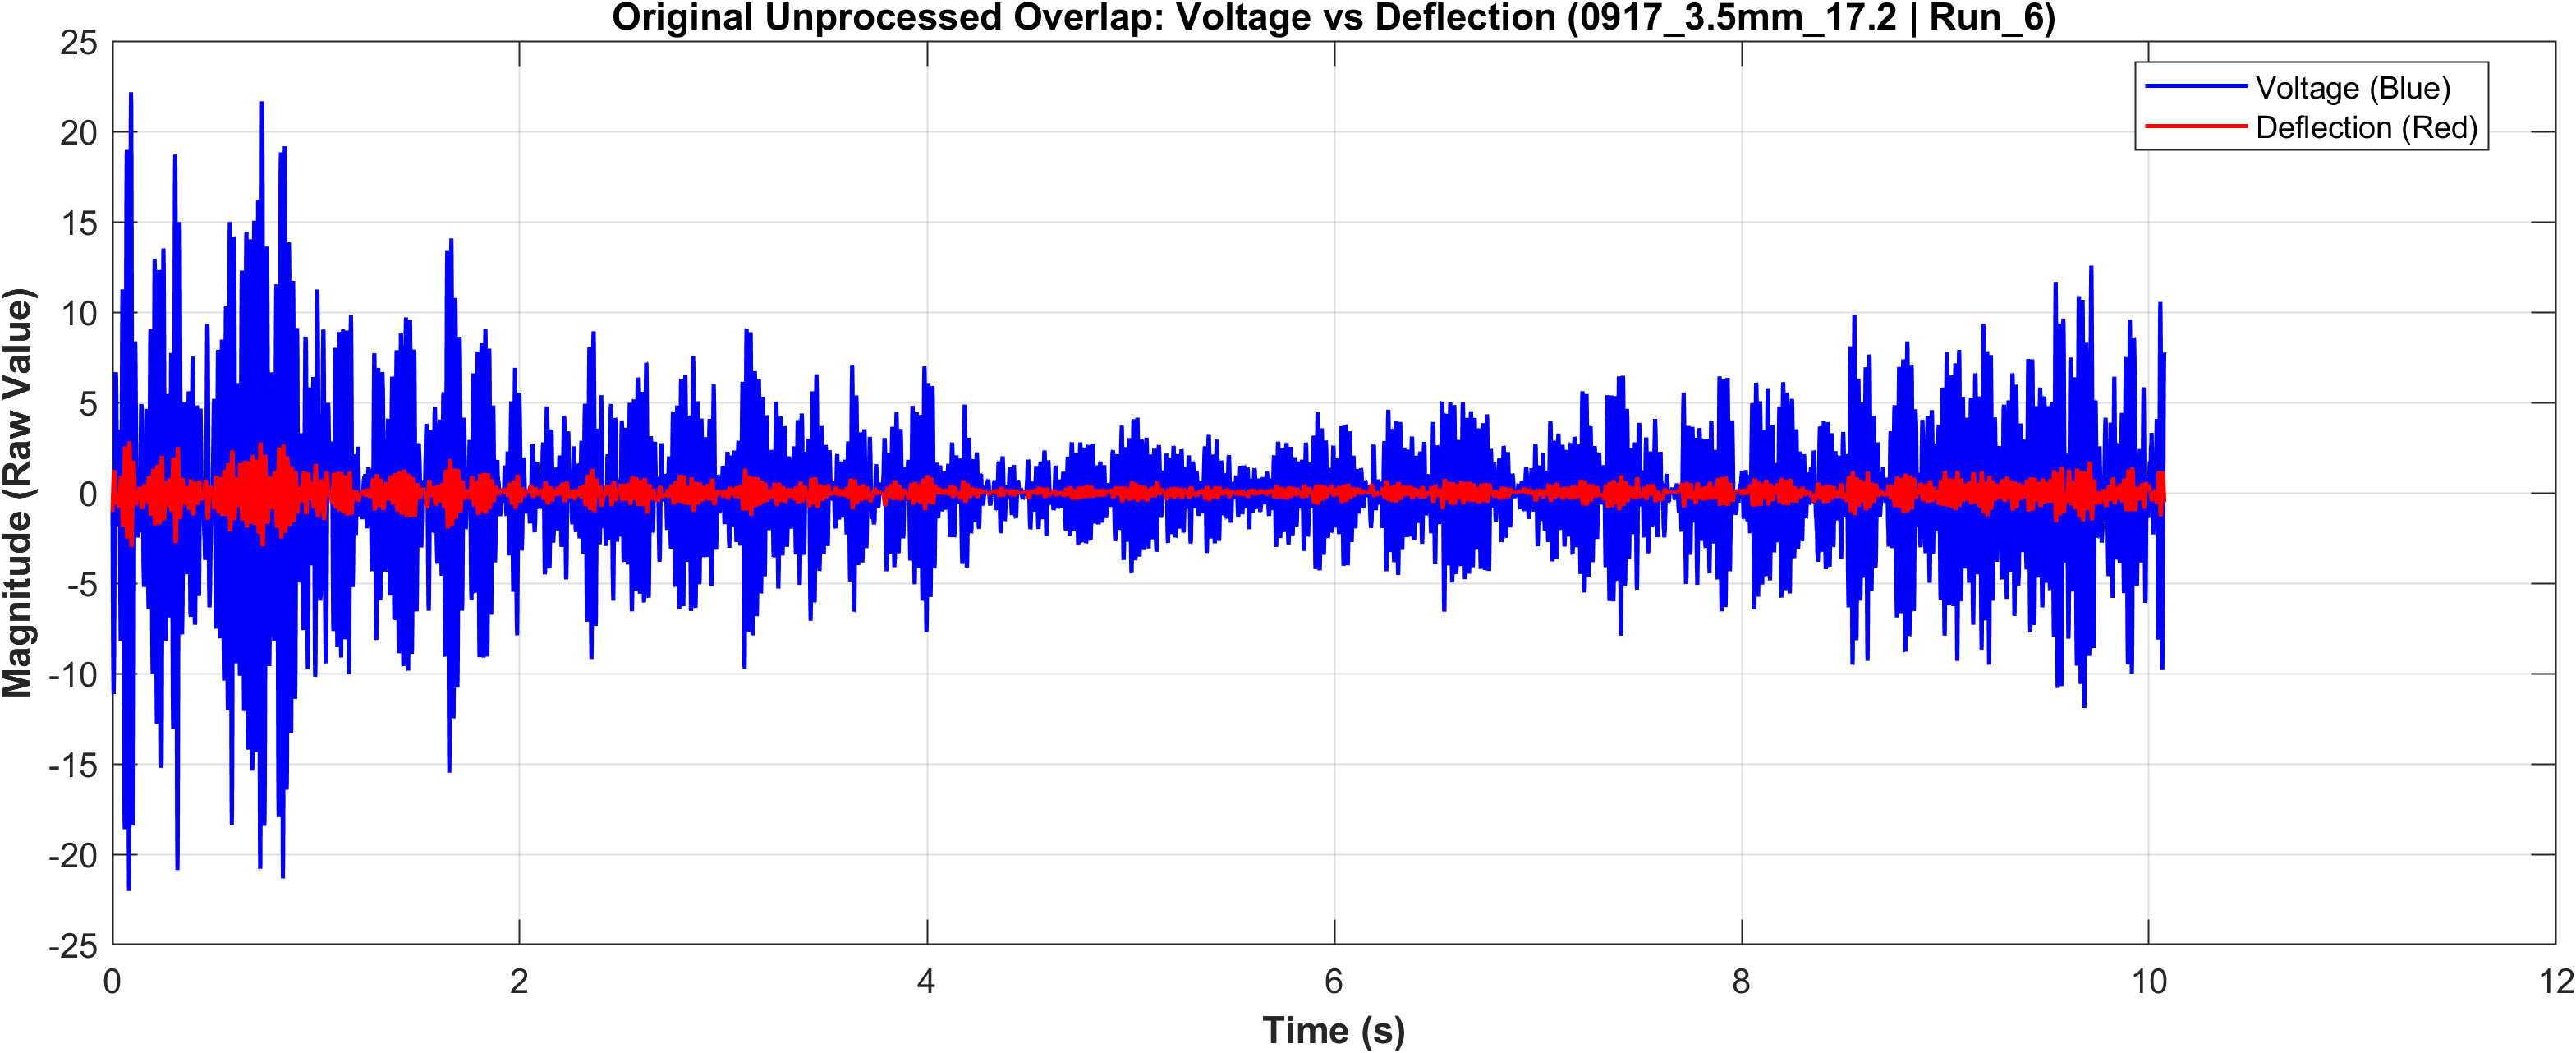 Original Unprocessed Overlap: Voltage vs Deflection (0917_3.5mm_17.2 | Run_6)
25
20
15
10
5
0
-5
-10
-15
-20
-25
Magnitude (Raw Value)
Voltage (Blue)
Deflection (Red)
0 2 4 6 8 10 12
Time (s)